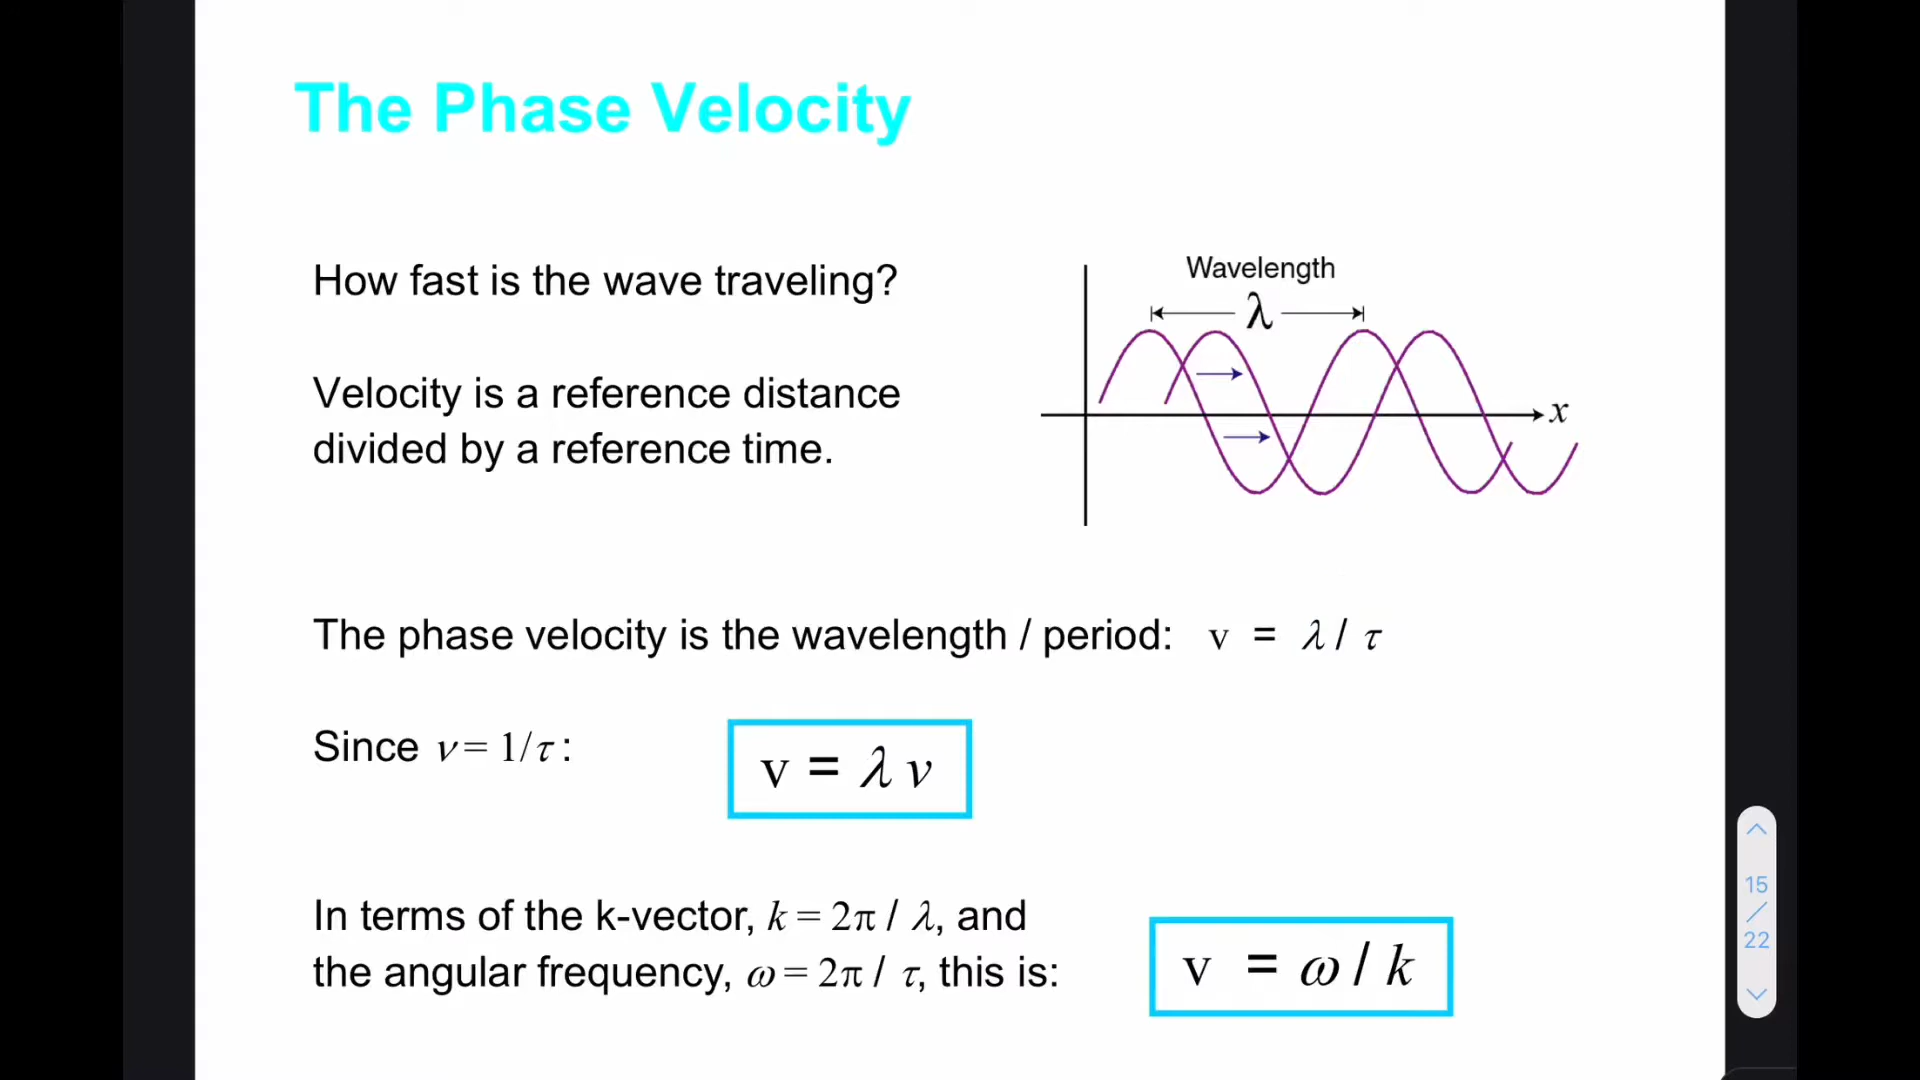 The Phase Velocity
How fast is the wave traveling?
Velocity is a reference distance
divided by a reference time.
Wavelength
λ
x
The phase velocity is the wavelength / period: v = λ / τ
Since ν = 1/τ :
v = λ ν
In terms of the k-vector, k = 2π / λ, and
the angular frequency, ω = 2π / τ, this is:
v = ω / k
15
/
22